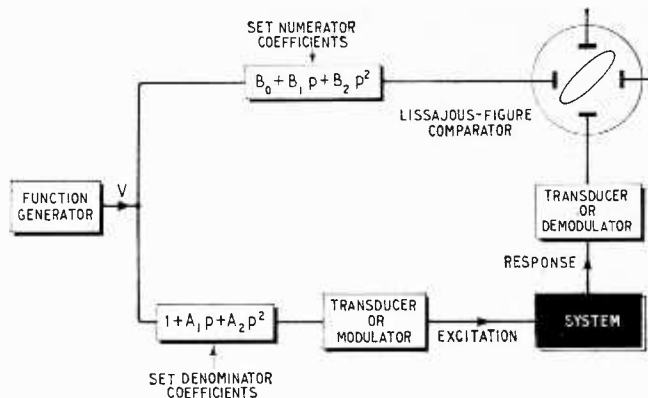 SET NUMERATOR
COEFFICIENTS
B₀ + B₁ p + B₂ p²
LISSAJOUS-FIGURE
COMPARATOR
FUNCTION
GENERATOR
V
TRANSDUCER
OR
DEMODULATOR
RESPONSE
1 + A₁ p + A₂ p²
TRANSDUCER
OR
MODULATOR
EXCITATION
SYSTEM
SET DENOMINATOR
COEFFICIENTS